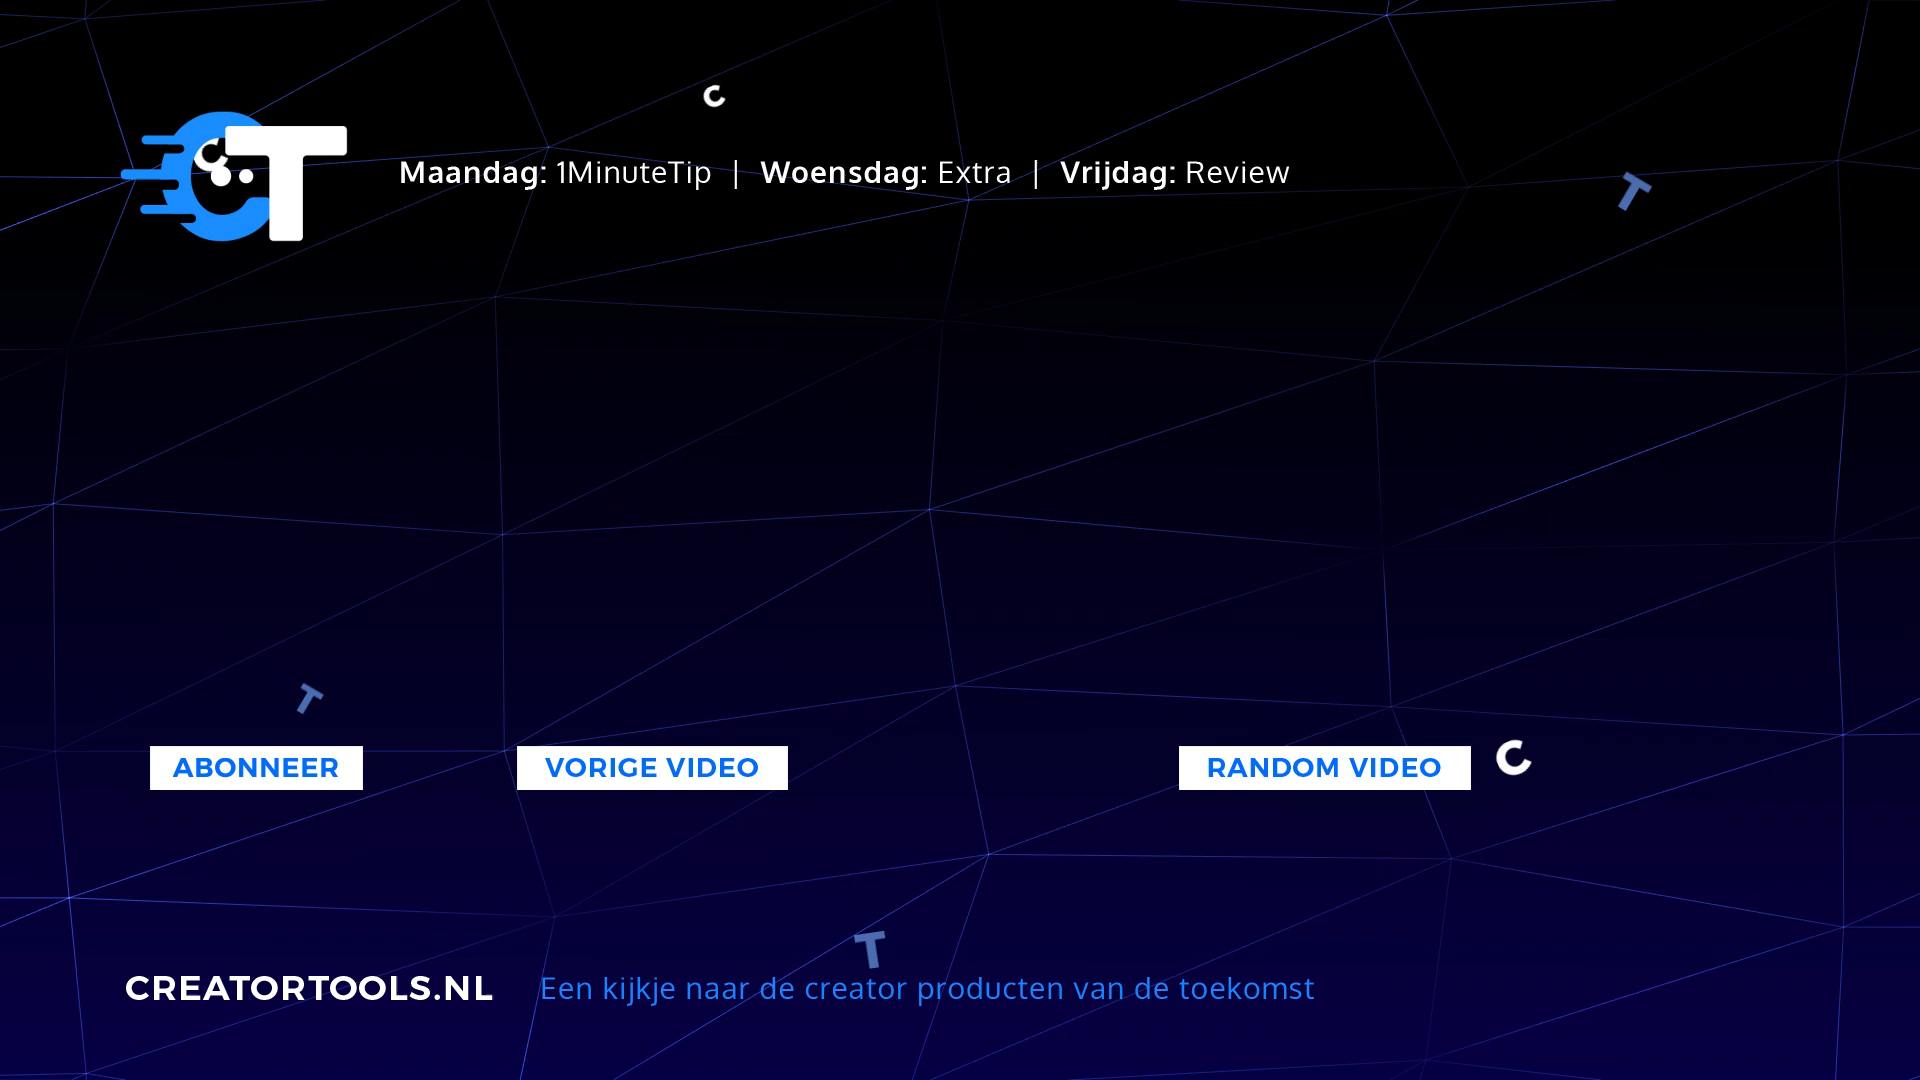 CT
Maandag: 1MinuteTip | Woensdag: Extra | Vrijdag: Review
C
T
T
ABONNEER
VORIGE VIDEO
RANDOM VIDEO
C
T
CREATORTOOLS.NL
Een kijkje naar de creator producten van de toekomst